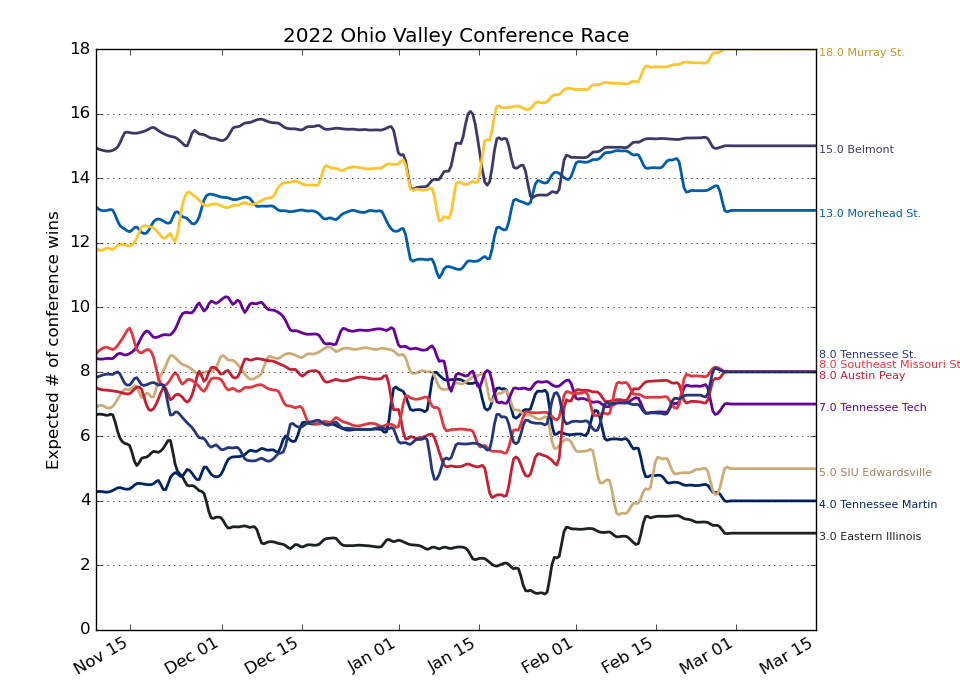 2022 Ohio Valley Conference Race
Expected # of conference wins
18
16
14
12
10
8
6
4
2
0
Nov 15
Dec 01
Dec 15
Jan 01
Jan 15
Feb 01
Feb 15
Mar 01
Mar 15
18.0 Murray St.
15.0 Belmont
13.0 Morehead St.
8.0 Tennessee St.
8.0 Southeast Missouri St
8.0 Austin Peay
7.0 Tennessee Tech
5.0 SIU Edwardsville
4.0 Tennessee Martin
3.0 Eastern Illinois